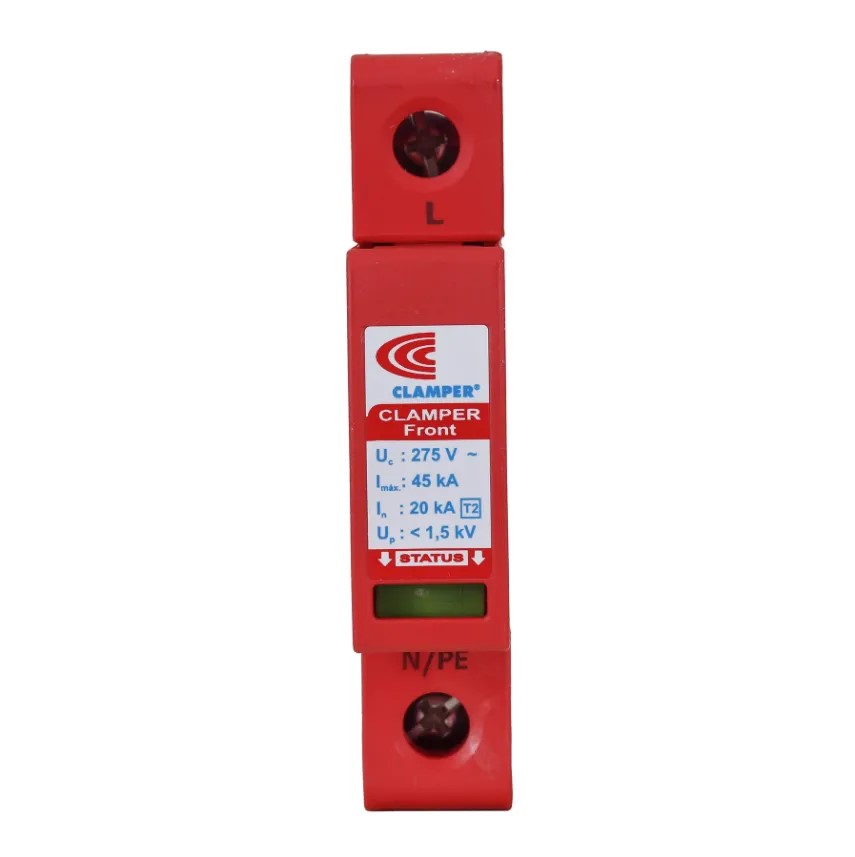 L
CLAMPER®
CLAMPER
Front
Uc : 275 V ~
Imáx.: 45 kA
In : 20 kA T2
Up : < 1,5 kV
STATUS
N/PE